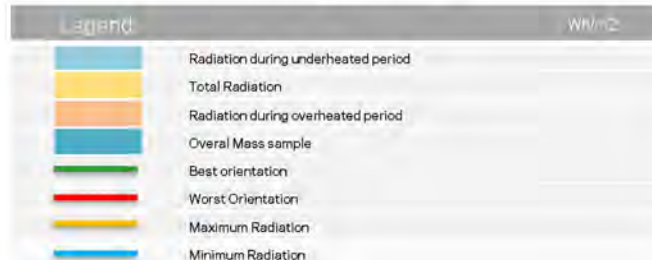 Legend Wh/m2
Radiation during underheated period
Total Radiation
Radiation during overheated period
Overal Mass sample
Best orientation
Worst Orientation
Maximum Radiation
Minimum Radiation